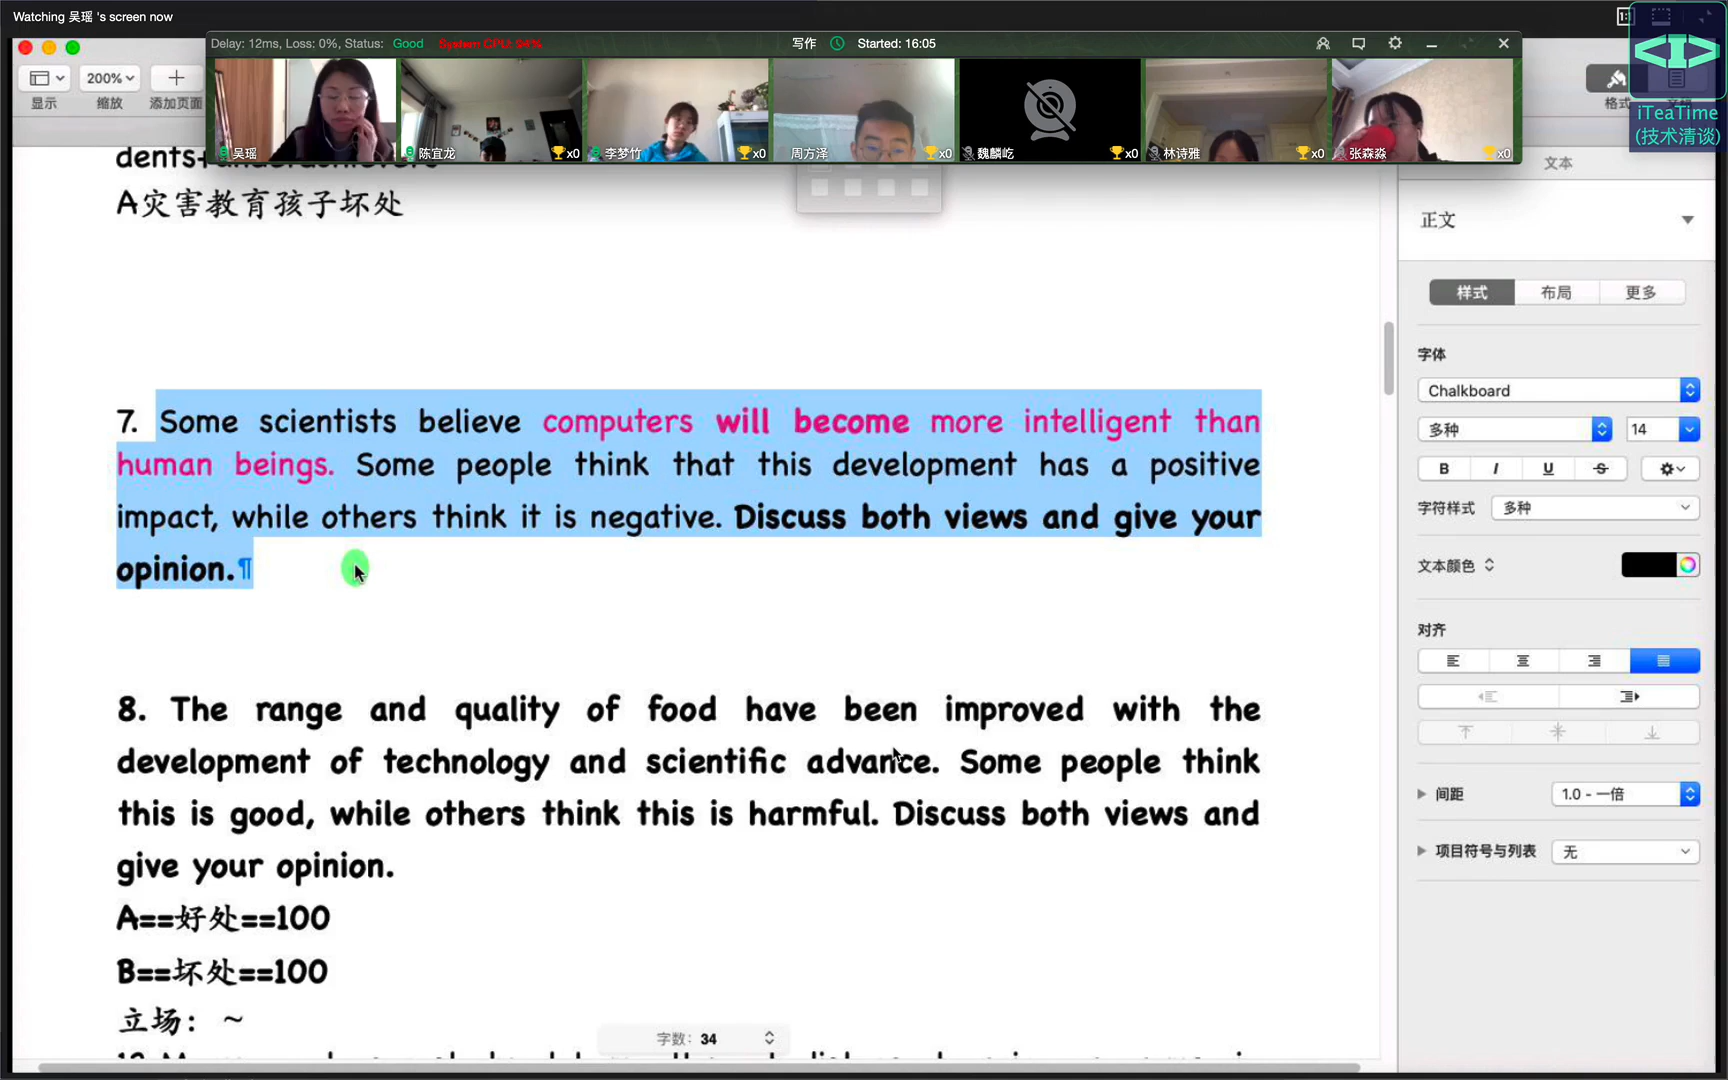 Watching 吴瑶 's screen now
Delay: 12ms, Loss: 0%, Status: Good System CPU: 94%
写作 Started: 16:05
200%
显示 缩放 添加页面
吴瑶
陈宜龙 x0
李梦竹 x0
周方泽 x0
魏麟屹 x0
林诗雅 x0
张森淼 x0
iTeaTime
(技术清谈)
A灾害教育孩子坏处
7. Some scientists believe computers will become more intelligent than
human beings. Some people think that this development has a positive
impact, while others think it is negative. Discuss both views and give your
opinion.¶
8. The range and quality of food have been improved with the
development of technology and scientific advance. Some people think
this is good, while others think this is harmful. Discuss both views and
give your opinion.
A==好处==100
B==坏处==100
立场： ~
字数: 34
文本
正文
样式 布局 更多
字体
Chalkboard
多种 14
B I U S
字符样式 多种
文本颜色
对齐
间距 1.0 - 一倍
项目符号与列表 无